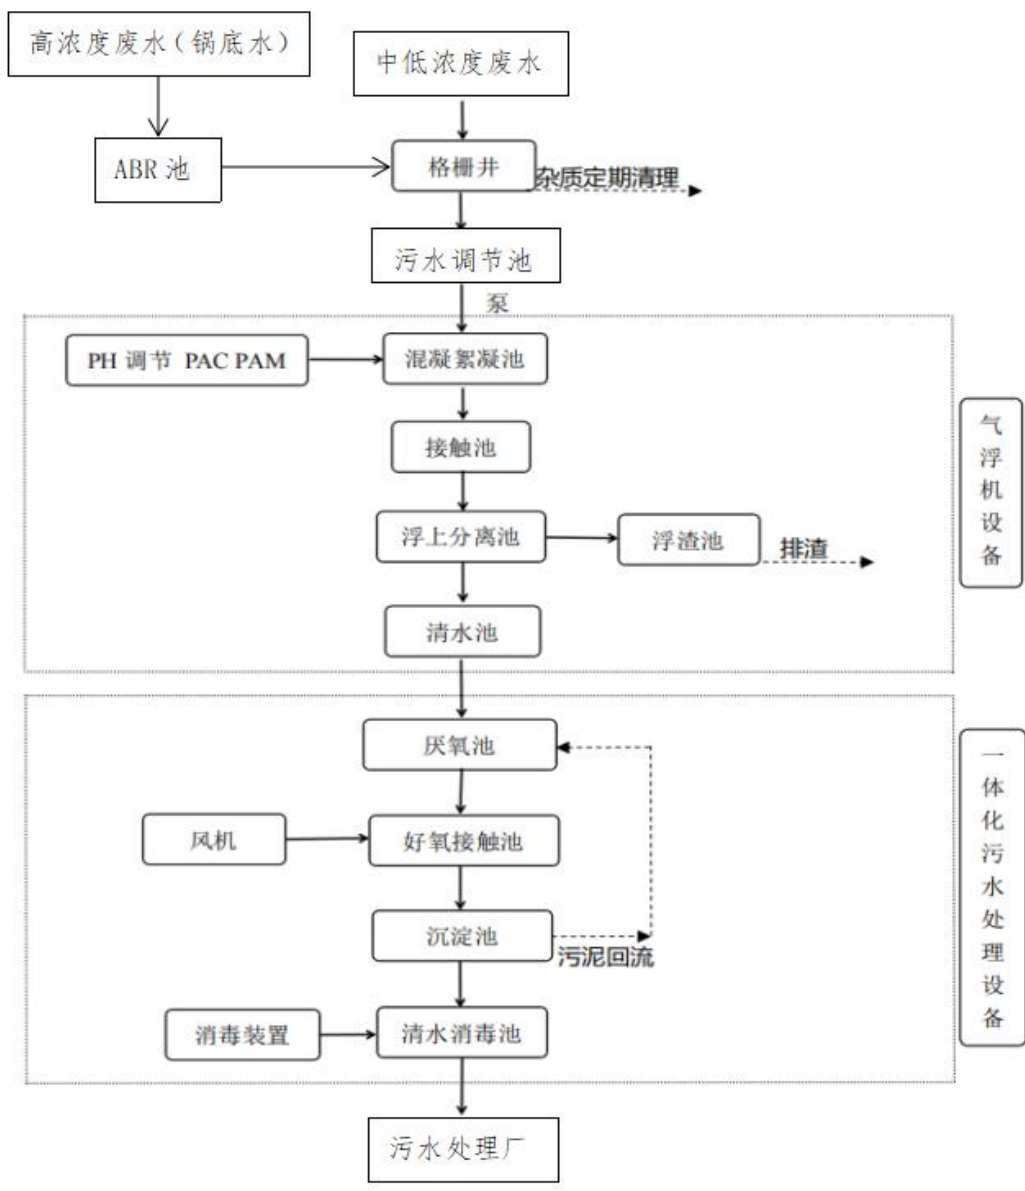 高浓度废水（锅底水）
中低浓度废水
ABR 池
格栅井
杂质定期清理
污水调节池
泵
PH 调节 PAC PAM
混凝絮凝池
接触池
浮上分离池
浮渣池
排渣
清水池
气浮机设备
厌氧池
风机
好氧接触池
沉淀池
污泥回流
消毒装置
清水消毒池
一体化污水处理设备
污水处理厂